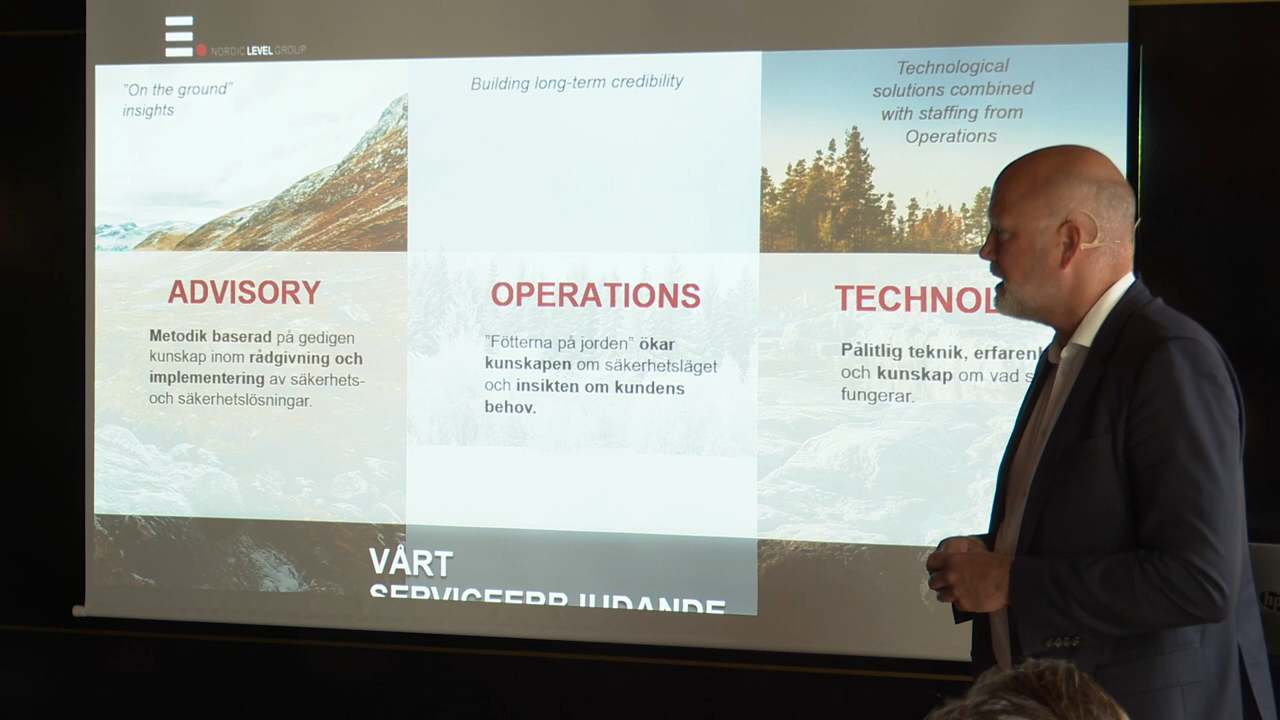 NORDIC LEVEL GROUP
"On the ground"
insights
Building long-term credibility
Technological
solutions combined
with staffing from
Operations
ADVISORY
Metodik baserad på gedigen
kunskap inom rådgivning och
implementering av säkerhets-
och säkerhetslösningar.
OPERATIONS
"Fötterna på jorden" ökar
kunskapen om säkerhetsläget
och insikten om kundens
behov.
TECHNOL
Pålitlig teknik, erfaren
och kunskap om vad s
fungerar.
VÅRT
SERVICEERBJUDANDE